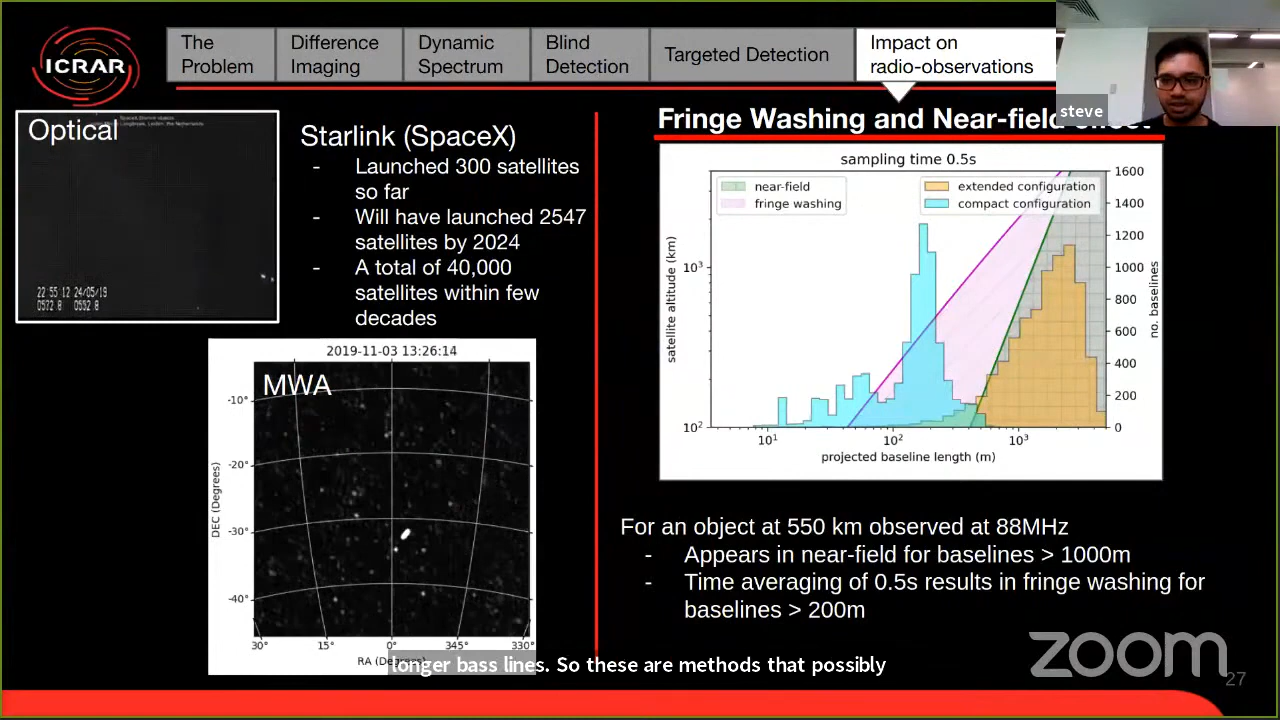 ICRAR
The
Problem
Difference
Imaging
Dynamic
Spectrum
Blind
Detection
Targeted Detection
Impact on
radio-observations
steve
Optical
22 55 12 24/05/19
Starlink (SpaceX)
- Launched 300 satellites
so far
- Will have launched 2547
satellites by 2024
- A total of 40,000
satellites within few
decades
2019-11-03 13:26:14
MWA
-10°
-20°
-30°
-40°
DEC (Degrees)
30° 15° 0° 345° 330°
RA
Fringe Washing and Near-field effect
sampling time 0.5s
near-field
fringe washing
extended configuration
compact configuration
satellite altitude (km)
10³
10²
1600
1400
1200
1000
800
600
400
200
0
no. baselines
10¹ 10² 10³
projected baseline length (m)
For an object at 550 km observed at 88MHz
- Appears in near-field for baselines > 1000m
- Time averaging of 0.5s results in fringe washing for
baselines > 200m
longer bass lines. So these are methods that possibly
zoom
27